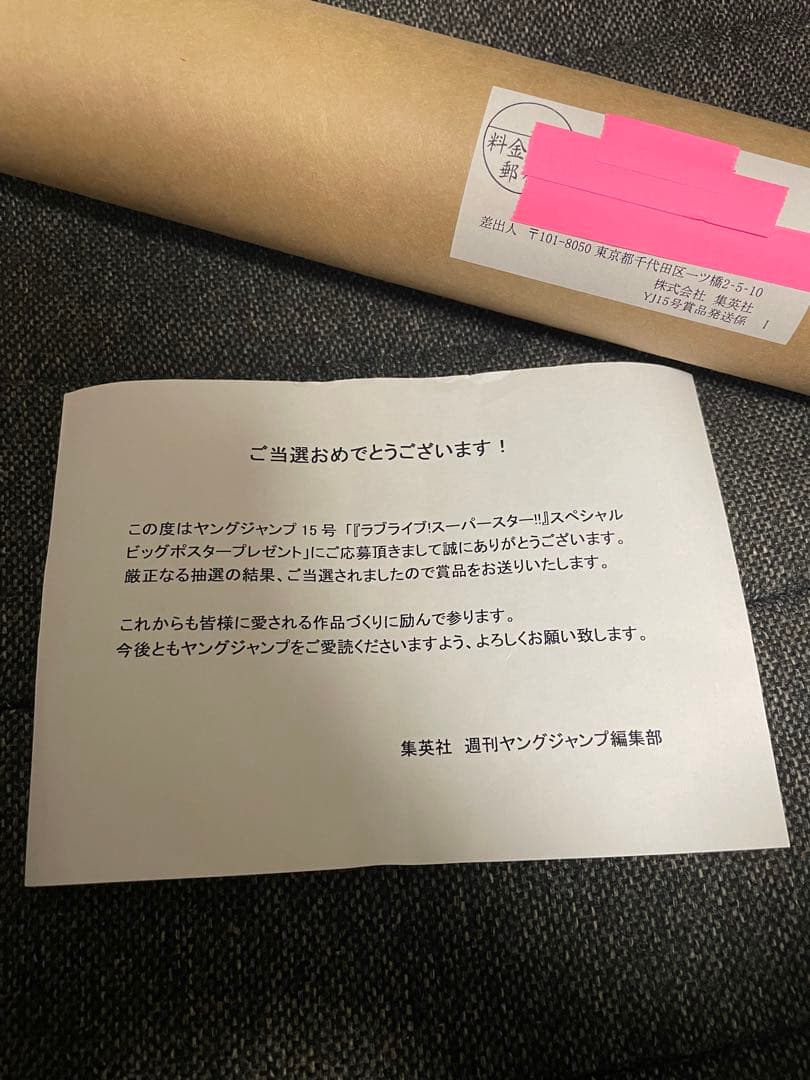 料金
郵
差出人 〒101-8050 東京都千代田区一ツ橋2-5-10
株式会社 集英社
YJ15号賞品発送係 I
ご当選おめでとうございます！
この度はヤングジャンプ 15 号 「『ラブライブ!スーパースター!!』スペシャル
ビッグポスタープレゼント」にご応募頂きまして誠にありがとうございます。
厳正なる抽選の結果、ご当選されましたので賞品をお送りいたします。
これからも皆様に愛される作品づくりに励んで参ります。
今後ともヤングジャンプをご愛読くださいますよう、よろしくお願い致します。
集英社 週刊ヤングジャンプ編集部